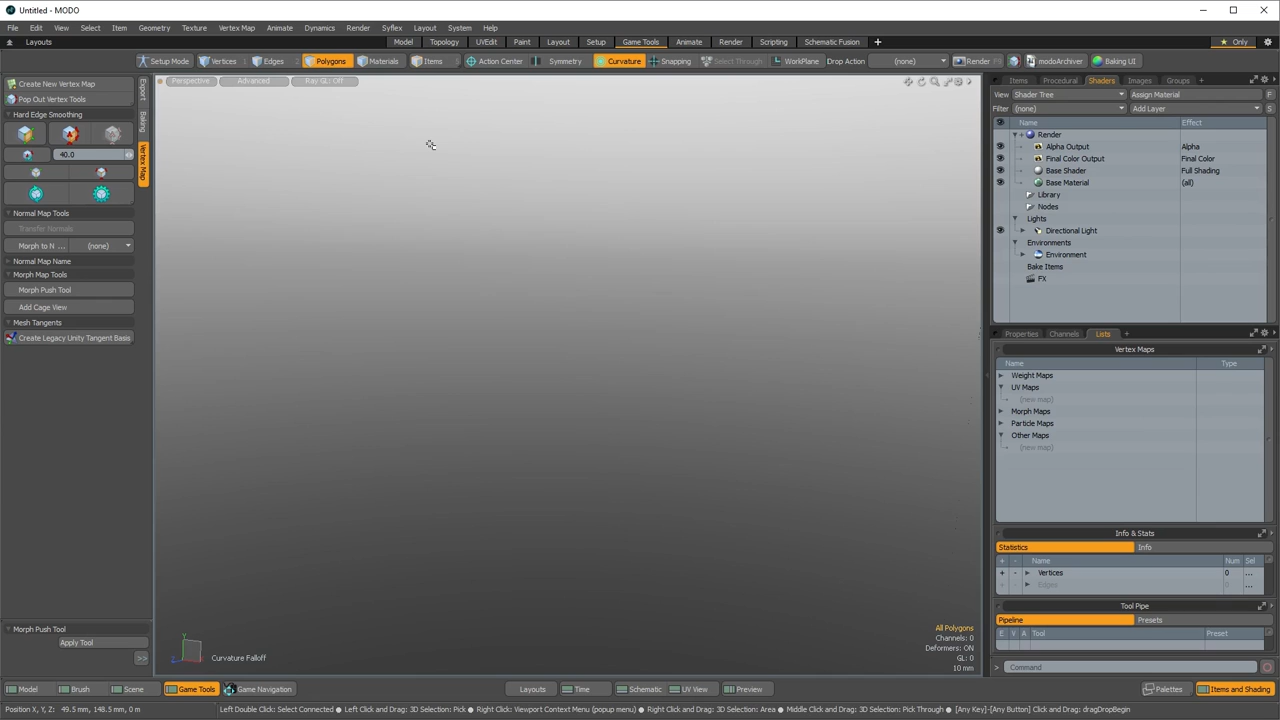 Untitled - MODO
File Edit View Select Item Geometry Texture Vertex Map Animate Dynamics Render Syflex Layout System Help
Layouts Model Topology UVEdit Paint Layout Setup Game Tools Animate Render Scripting Schematic Fusion + ★ Only
Setup Mode Vertices Edges Polygons Materials Items Action Center Symmetry Curvature Snapping Select Through WorkPlane Drop Action (none) Render modoArchiver Baking UI
Create New Vertex Map
Pop Out Vertex Tools
Hard Edge Smoothing
40.0
Normal Map Tools
Transfer Normals
Morph to N ... (none)
Normal Map Name
Morph Map Tools
Morph Push Tool
Add Cage View
Mesh Tangents
Create Legacy Unity Tangent Basis
Morph Push Tool
Apply Tool
>>
Export
Baking
Vertex Map
Perspective Advanced Ray GL: Off
Y
Z
Curvature Falloff
All Polygons
Channels: 0
Deformers: ON
GL: 0
10 mm
Items Procedural Shaders Images Groups +
View Shader Tree Assign Material F
Filter (none) Add Layer S
Name Effect
Render
Alpha Output Alpha
Final Color Output Final Color
Base Shader Full Shading
Base Material (all)
Library
Nodes
Lights
Directional Light
Environments
Environment
Bake Items
FX
Properties Channels Lists +
Vertex Maps
Name Type
Weight Maps
UV Maps
(new map)
Morph Maps
Particle Maps
Other Maps
(new map)
Info & Stats
Statistics Info
+ - Name Num Sel
+ - Vertices 0 ...
+ - Edges 0 ...
Tool Pipe
Pipeline Presets
E V A Tool Preset
> Command
Model Brush Scene Game Tools Game Navigation Layouts Time Schematic UV View Preview Palettes Items and Shading
Position X, Y, Z: 49.5 mm, 148.5 mm, 0 m Left Double Click: Select Connected ● Left Click and Drag: 3D Selection: Pick ● Right Click: Viewport Context Menu (popup menu) ● Right Click and Drag: 3D Selection: Area ● Middle Click and Drag: 3D Selection: Pick Through ● [Any Key]-[Any Button] Click and Drag: dragDropBegin